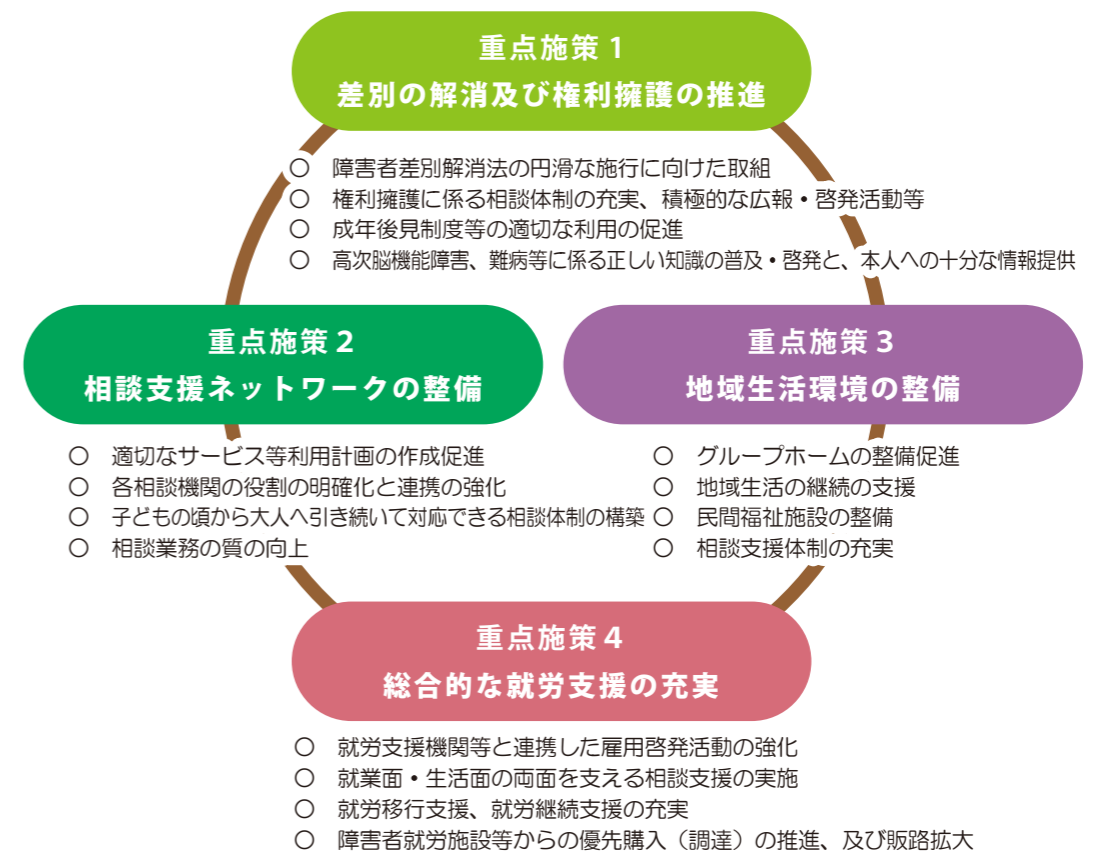 重点施策1
差別の解消及び権利擁護の推進
○ 障害者差別解消法の円滑な施行に向けた取組
○ 権利擁護に係る相談体制の充実、積極的な広報・啓発活動等
○ 成年後見制度等の適切な利用の促進
○ 高次脳機能障害、難病等に係る正しい知識の普及・啓発と、本人への十分な情報提供
重点施策2
相談支援ネットワークの整備
○ 適切なサービス等利用計画の作成促進
○ 各相談機関の役割の明確化と連携の強化
○ 子どもの頃から大人へ引き続いて対応できる相談体制の構築
○ 相談業務の質の向上
重点施策3
地域生活環境の整備
○ グループホームの整備促進
○ 地域生活の継続の支援
○ 民間福祉施設の整備
○ 相談支援体制の充実
重点施策4
総合的な就労支援の充実
○ 就労支援機関等と連携した雇用啓発活動の強化
○ 就業面・生活面の両面を支える相談支援の実施
○ 就労移行支援、就労継続支援の充実
○ 障害者就労施設等からの優先購入（調達）の推進、及び販路拡大